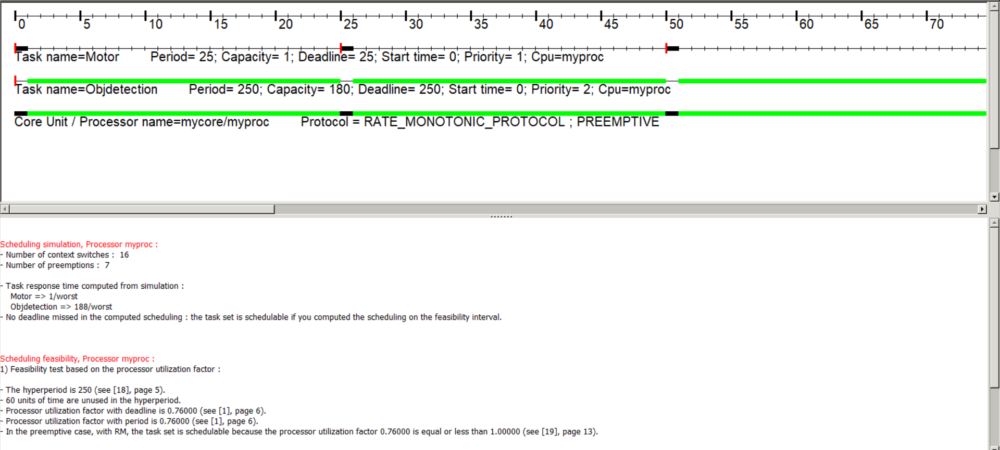 0 5 10 15 20 25 30 35 40 45 50 55 60 65 70
Task name=Motor Period= 25; Capacity= 1; Deadline= 25; Start time= 0; Priority= 1; Cpu=myproc
Task name=Objdetection Period= 250; Capacity= 180; Deadline= 250; Start time= 0; Priority= 2; Cpu=myproc
Core Unit / Processor name=mycore/myproc Protocol = RATE_MONOTONIC_PROTOCOL ; PREEMPTIVE
Scheduling simulation, Processor myproc :
- Number of context switches : 16
- Number of preemptions : 7
- Task response time computed from simulation :
Motor => 1/worst
Objdetection => 188/worst
- No deadline missed in the computed scheduling : the task set is schedulable if you computed the scheduling on the feasibility interval.
Scheduling feasibility, Processor myproc :
1) Feasibility test based on the processor utilization factor :
- The hyperperiod is 250 (see [18], page 5).
- 60 units of time are unused in the hyperperiod.
- Processor utilization factor with deadline is 0.76000 (see [1], page 6).
- Processor utilization factor with period is 0.76000 (see [1], page 6).
- In the preemptive case, with RM, the task set is schedulable because the processor utilization factor 0.76000 is equal or less than 1.00000 (see [19], page 13).